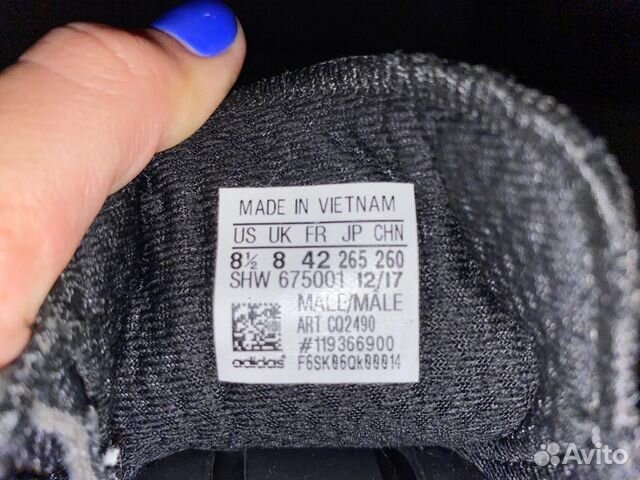 MADE IN VIETNAM
US UK FR JP CHN
8½ 8 42 265 260
SHW 675001 12/17
MALE/MALE
ART CQ2490
#119366900
adidas F6SK06Qk00014
Avito